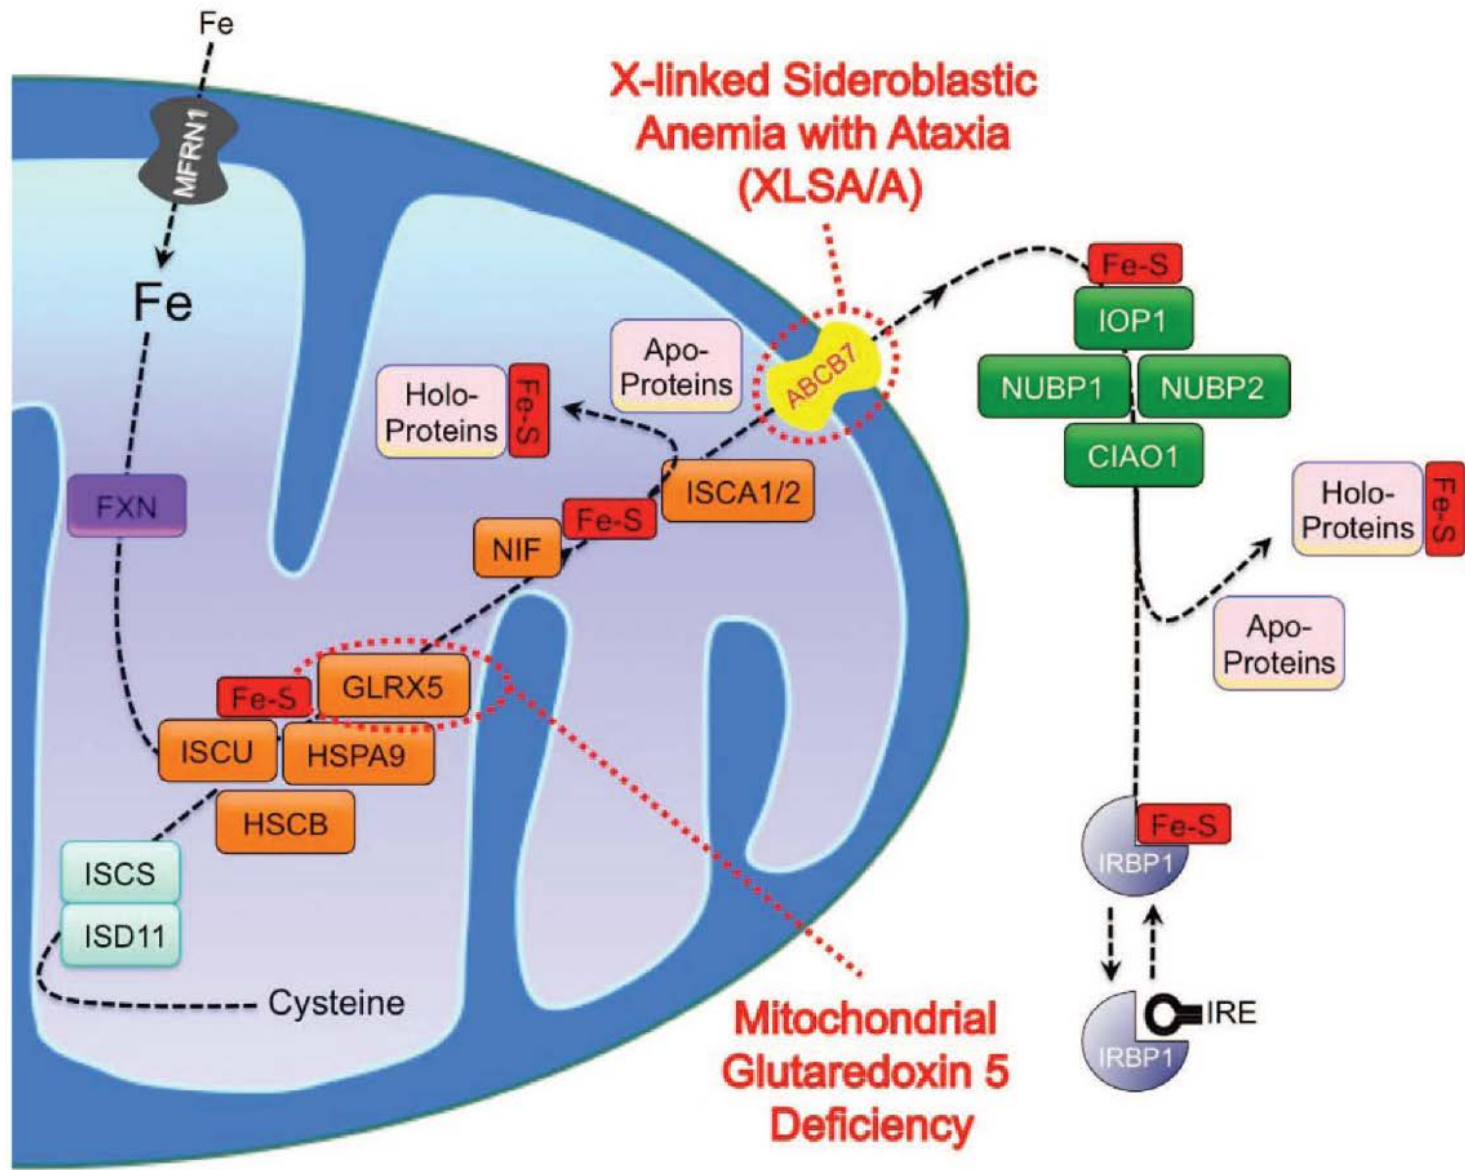 Fe
MFRN1
Fe
X-linked Sideroblastic
Anemia with Ataxia
(XLSA/A)
ABCB7
Apo-
Proteins
Holo-
Proteins
Fe-S
FXN
ISCA1/2
Fe-S
NIF
GLRX5
Fe-S
ISCU
HSPA9
HSCB
ISCS
ISD11
Cysteine
Mitochondrial
Glutaredoxin 5
Deficiency
Fe-S
IOP1
NUBP1
NUBP2
CIAO1
Holo-
Proteins
Fe-S
Apo-
Proteins
Fe-S
IRBP1
IRE
IRBP1